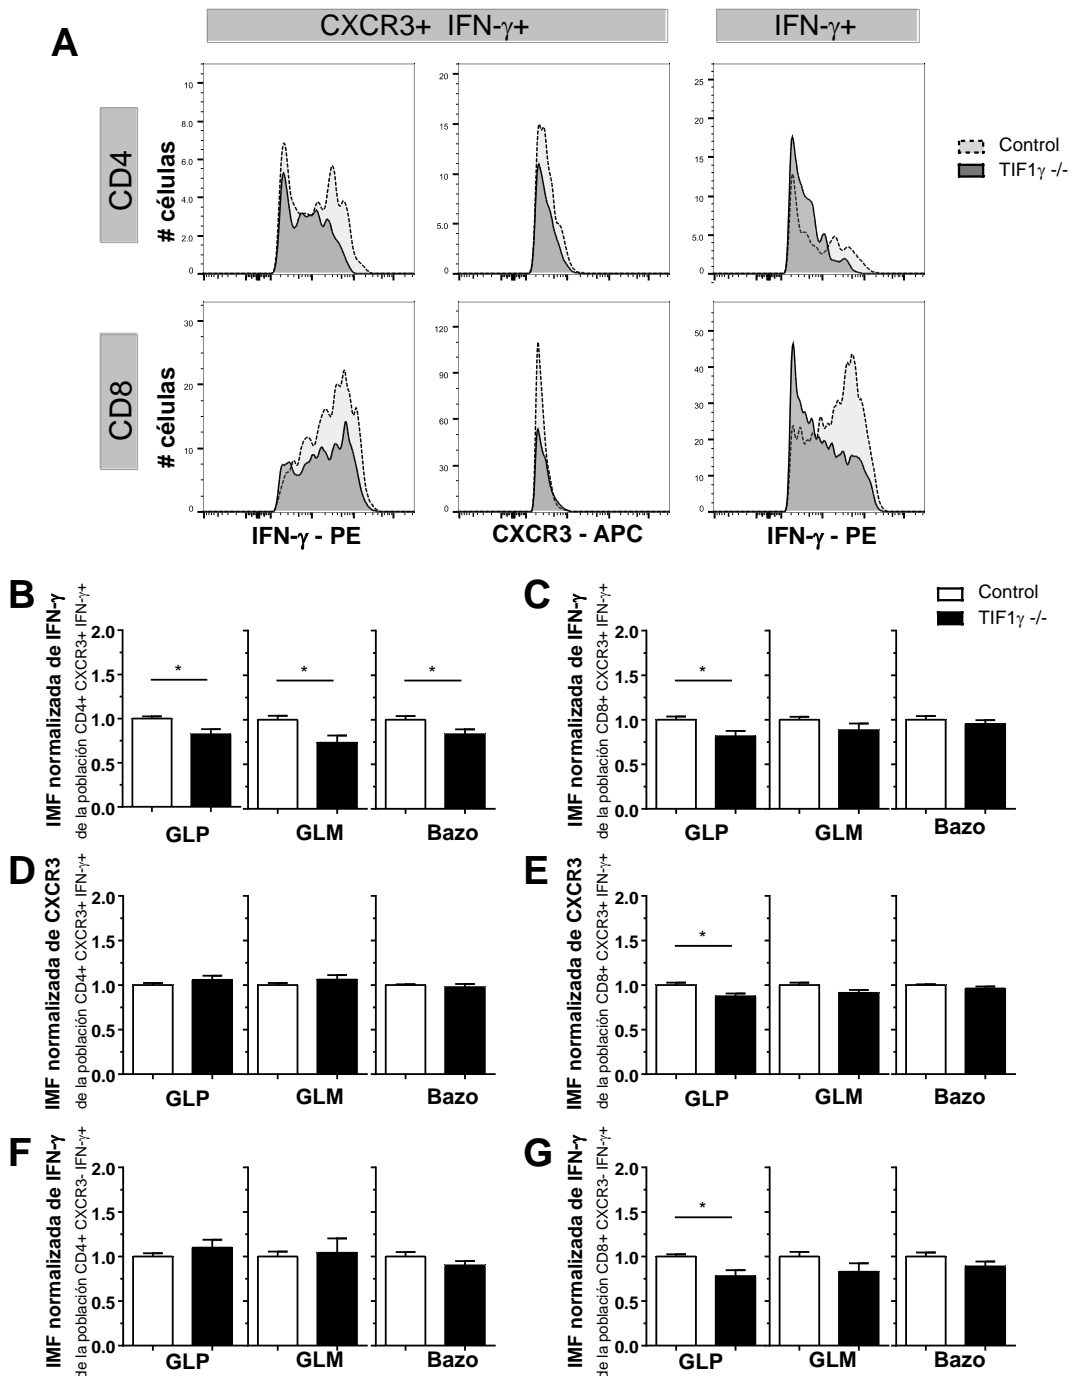 A
CXCR3+ IFN-γ+
IFN-γ+
CD4
# células
10
8.0
6.0
4.0
2.0
0
20
15
10
5.0
0
25
20
15
10
5.0
0
Control
TIF1γ -/-
CD8
# células
30
20
10
0
120
90
60
30
0
50
40
30
20
10
0
IFN-γ - PE
CXCR3 - APC
IFN-γ - PE
B
IMF normalizada de IFN-γ
de la población CD4+ CXCR3+ IFN-γ+
2.0
1.5
1.0
0.5
0.0
*
*
*
GLP
GLM
Bazo
C
IMF normalizada de IFN-γ
de la población CD8+ CXCR3+ IFN-γ+
2.0
1.5
1.0
0.5
0.0
*
GLP
GLM
Bazo
Control
TIF1γ -/-
D
IMF normalizada de CXCR3
de la población CD4+ CXCR3+ IFN-γ+
2.0
1.5
1.0
0.5
0.0
GLP
GLM
Bazo
E
IMF normalizada de CXCR3
de la población CD8+ CXCR3+ IFN-γ+
2.0
1.5
1.0
0.5
0.0
*
GLP
GLM
Bazo
F
IMF normalizada de IFN-γ
de la población CD4+ CXCR3- IFN-γ+
2.0
1.5
1.0
0.5
0.0
GLP
GLM
Bazo
G
IMF normalizada de IFN-γ
de la población CD8+ CXCR3- IFN-γ+
2.0
1.5
1.0
0.5
0.0
*
GLP
GLM
Bazo